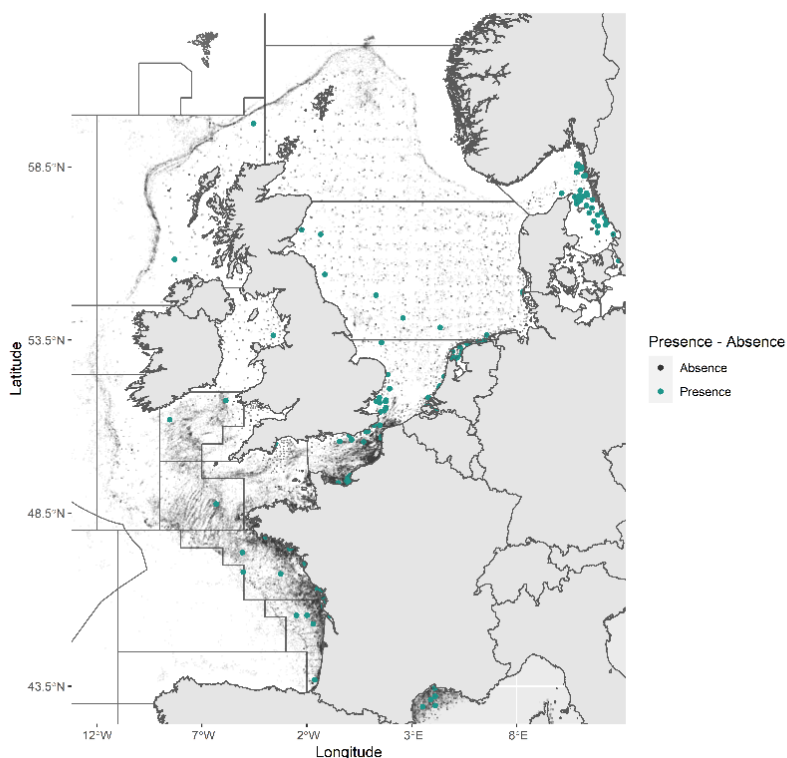 58.5°N
53.5°N
48.5°N
43.5°N
Latitude
12°W
7°W
2°W
3°E
8°E
Longitude
Presence - Absence
Absence
Presence